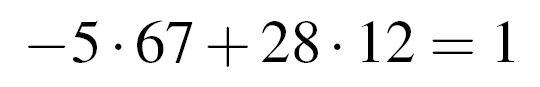 −5 · 67 + 28 · 12 = 1